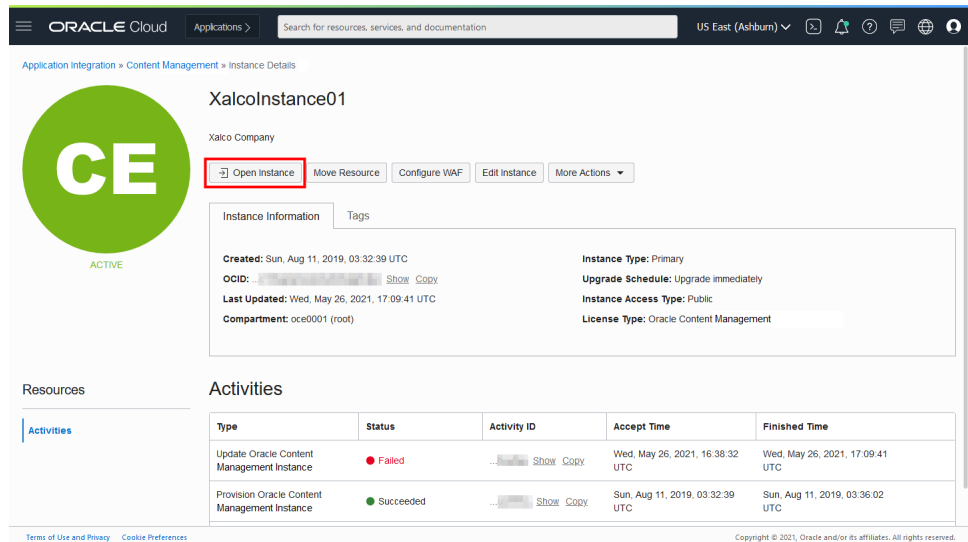 ORACLE Cloud
Applications >
Search for resources, services, and documentation
US East (Ashburn)
Application Integration » Content Management » Instance Details
CE
ACTIVE
XalcoInstance01
Xalco Company
Open Instance
Move Resource
Configure WAF
Edit Instance
More Actions
Instance Information
Tags
Created: Sun, Aug 11, 2019, 03:32:39 UTC
OCID: ... Show Copy
Last Updated: Wed, May 26, 2021, 17:09:41 UTC
Compartment: oce0001 (root)
Instance Type: Primary
Upgrade Schedule: Upgrade immediately
Instance Access Type: Public
License Type: Oracle Content Management
Resources
Activities
Activities
Type Status Activity ID Accept Time Finished Time
Update Oracle Content Failed ... Show Copy Wed, May 26, 2021, 16:38:32 Wed, May 26, 2021, 17:09:41
Management Instance UTC UTC
Provision Oracle Content Succeeded ... Show Copy Sun, Aug 11, 2019, 03:32:39 Sun, Aug 11, 2019, 03:36:02
Management Instance UTC UTC
Terms of Use and Privacy Cookie Preferences
Copyright © 2021, Oracle and/or its affiliates. All rights reserved.